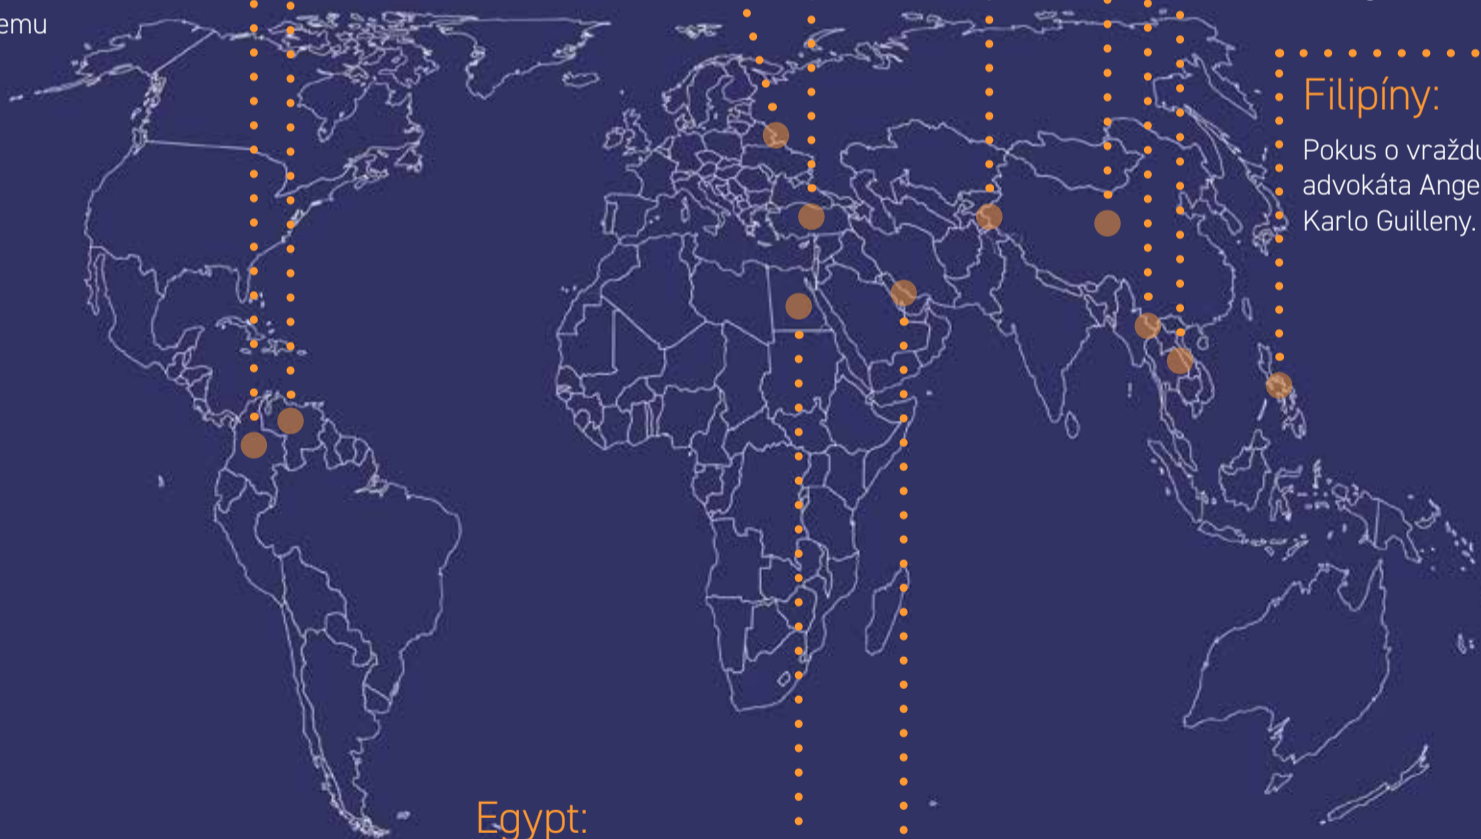 emu
Filipíny:
Pokus o vraždu
advokáta Ange
Karlo Guilleny.
Egypt: